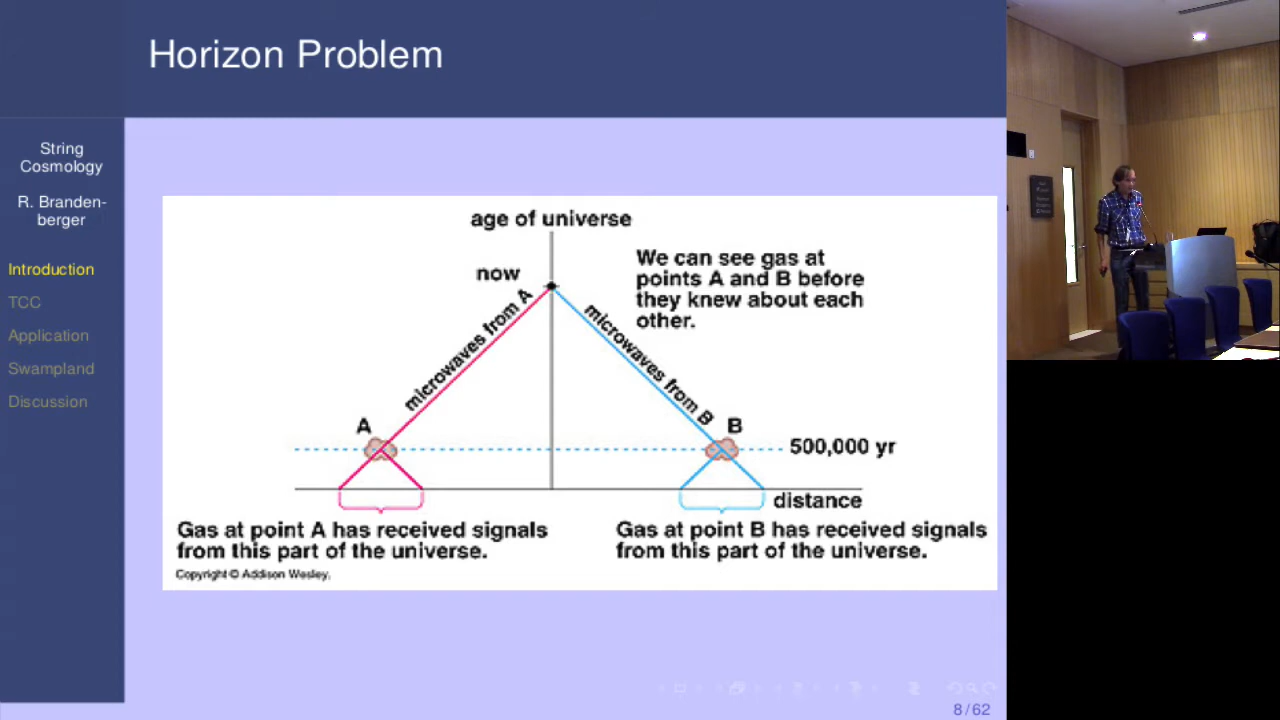 Horizon Problem
String
Cosmology
R. Branden-
berger
Introduction
TCC
Application
Swampland
Discussion
age of universe
now
We can see gas at
points A and B before
they knew about each
other.
microwaves from A
microwaves from B
A
B
500,000 yr
distance
Gas at point A has received signals
from this part of the universe.
Gas at point B has received signals
from this part of the universe.
Copyright © Addison Wesley.
8/62